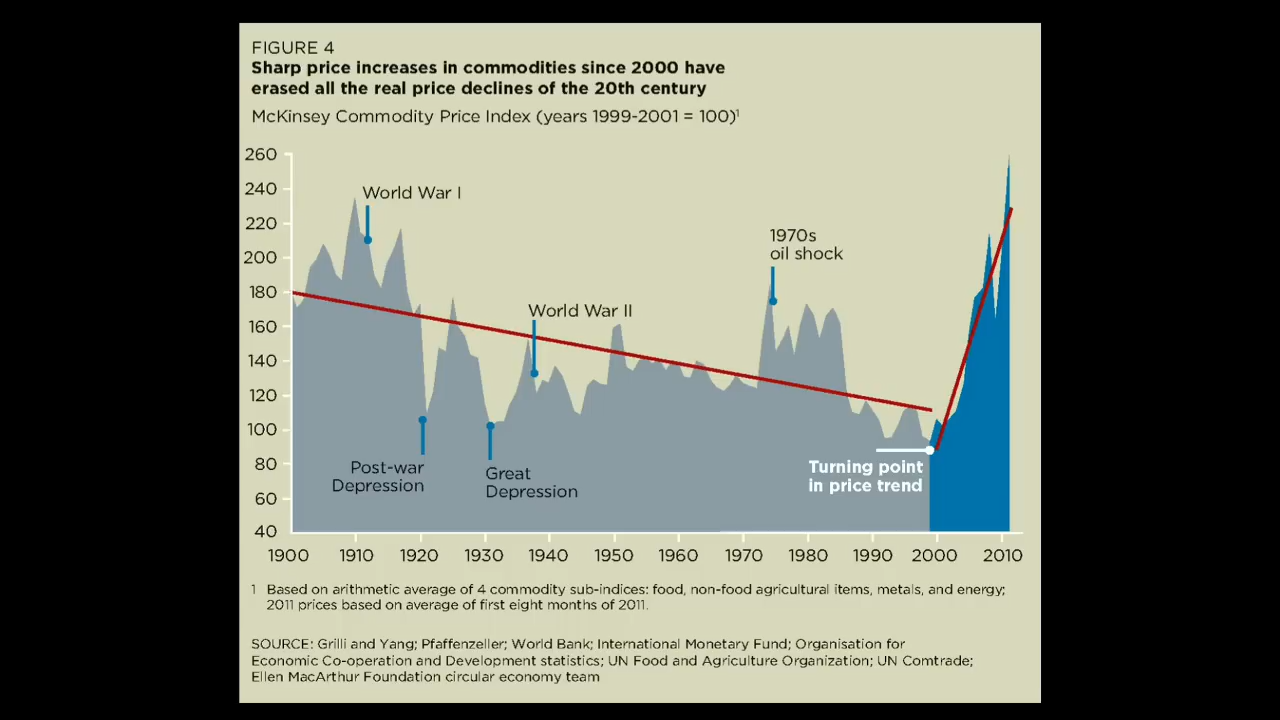 FIGURE 4
Sharp price increases in commodities since 2000 have
erased all the real price declines of the 20th century
McKinsey Commodity Price Index (years 1999-2001 = 100)¹
260
240
220
200
180
160
140
120
100
80
60
40
World War I
1970s
oil shock
World War II
Post-war
Depression
Great
Depression
Turning point
in price trend
1900 1910 1920 1930 1940 1950 1960 1970 1980 1990 2000 2010
1 Based on arithmetic average of 4 commodity sub-indices: food, non-food agricultural items, metals, and energy;
2011 prices based on average of first eight months of 2011.
SOURCE: Grilli and Yang; Pfaffenzeller; World Bank; International Monetary Fund; Organisation for
Economic Co-operation and Development statistics; UN Food and Agriculture Organization; UN Comtrade;
Ellen MacArthur Foundation circular economy team